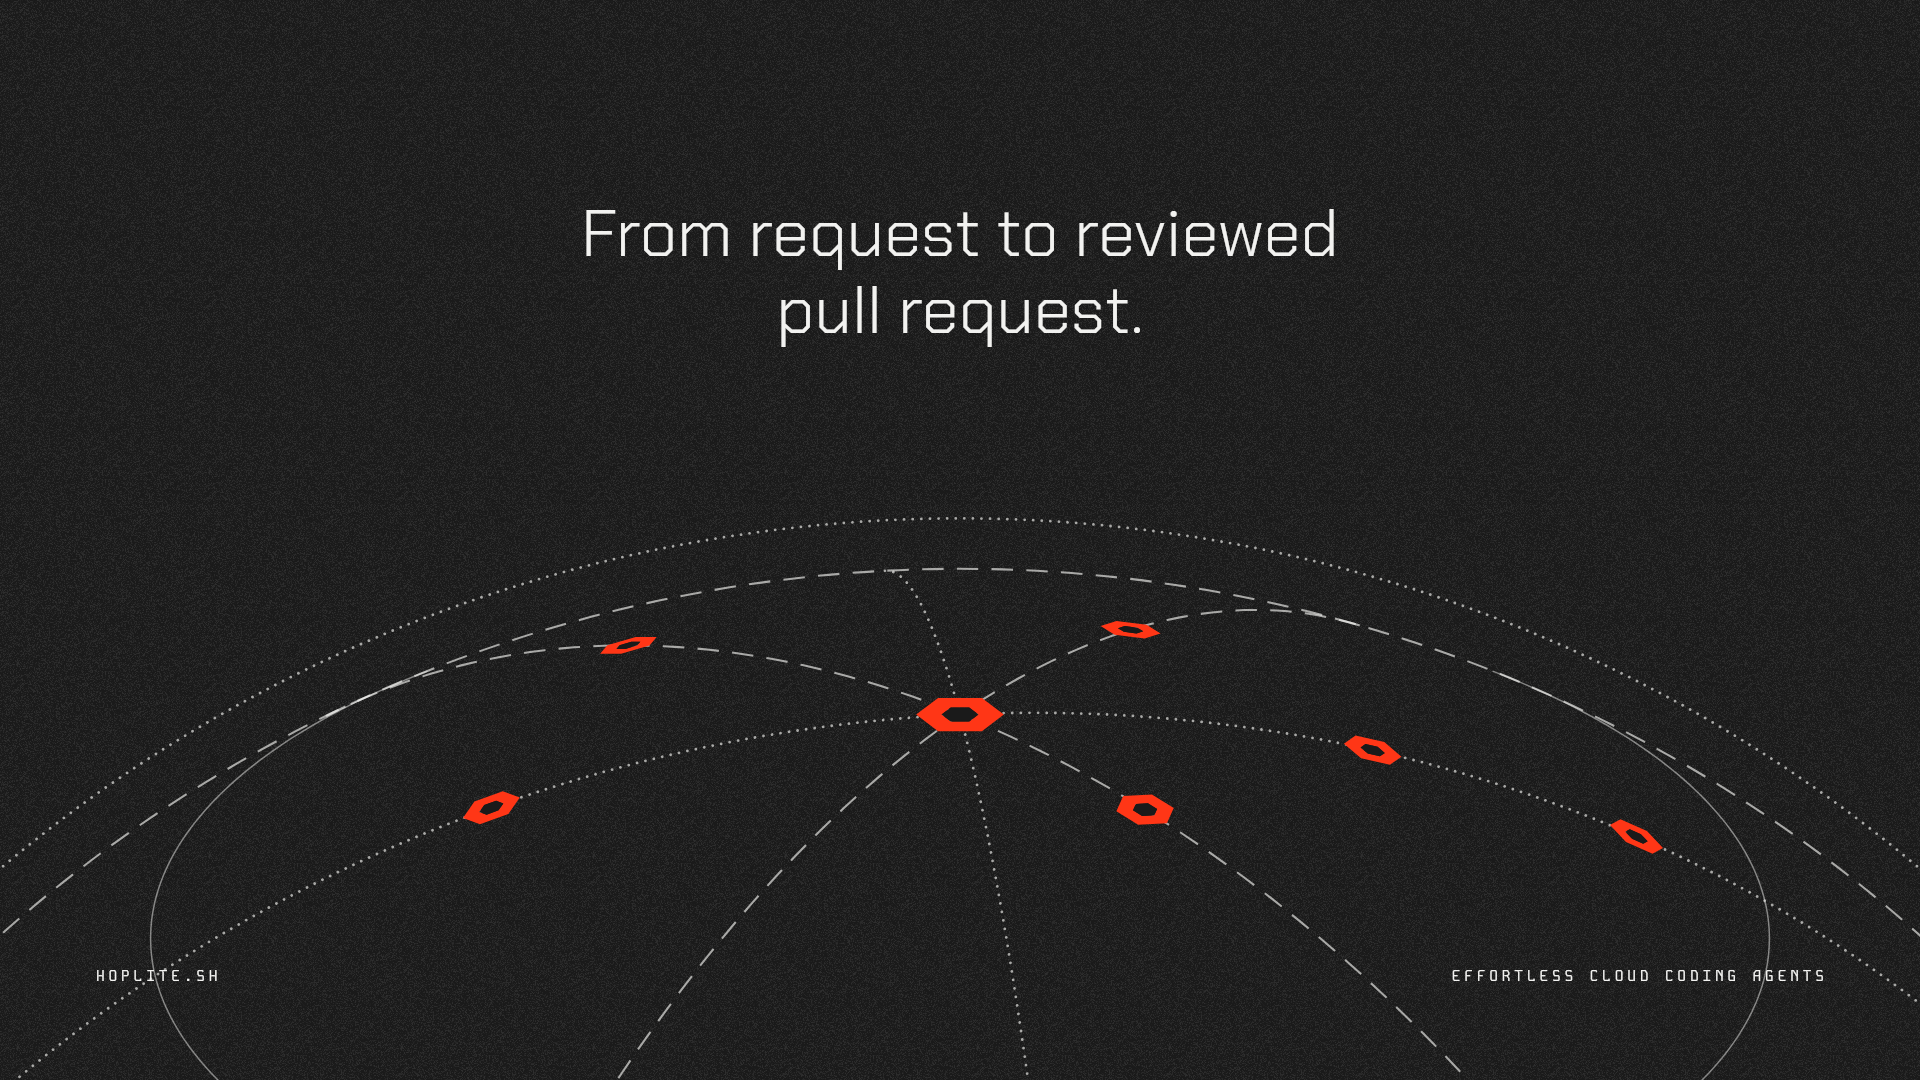 From request to reviewed
pull request.
HOPLITE.SH
EFFORTLESS CLOUD CODING AGENTS